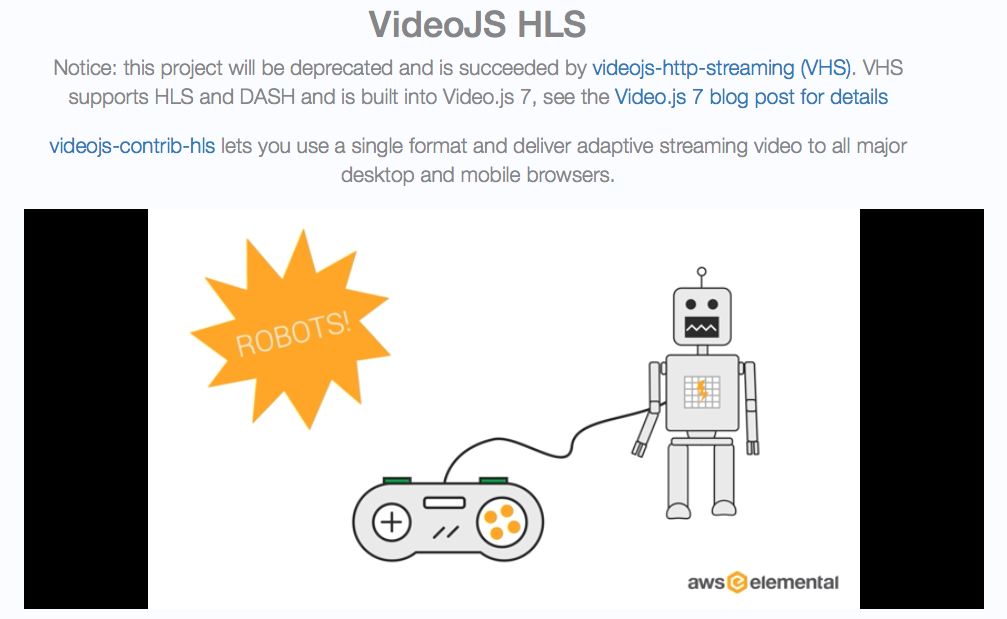 VideoJS HLS
Notice: this project will be deprecated and is succeeded by videojs-http-streaming (VHS). VHS
supports HLS and DASH and is built into Video.js 7, see the Video.js 7 blog post for details
videojs-contrib-hls lets you use a single format and deliver adaptive streaming video to all major
desktop and mobile browsers.
ROBOTS!
aws elemental